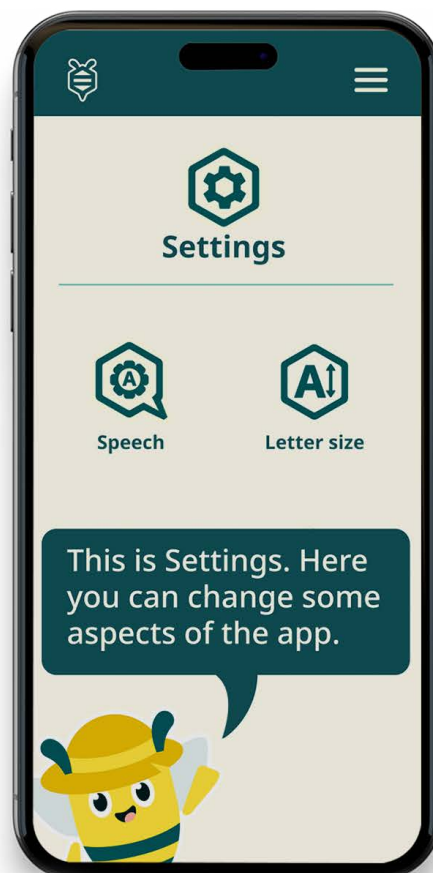 Settings
Speech
Letter size
This is Settings. Here
you can change some
aspects of the app.